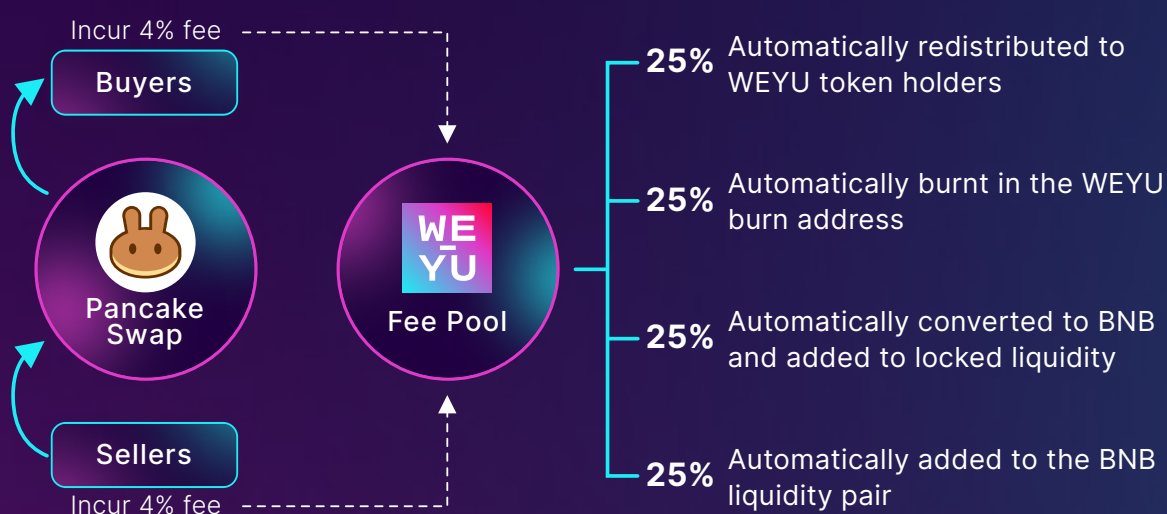 Incur 4% fee
Buyers
Pancake
Swap
Sellers
Incur 4% fee
WE
YU
Fee Pool
25%
Automatically redistributed to
WEYU token holders
25%
Automatically burnt in the WEYU
burn address
25%
Automatically converted to BNB
and added to locked liquidity
25%
Automatically added to the BNB
liquidity pair